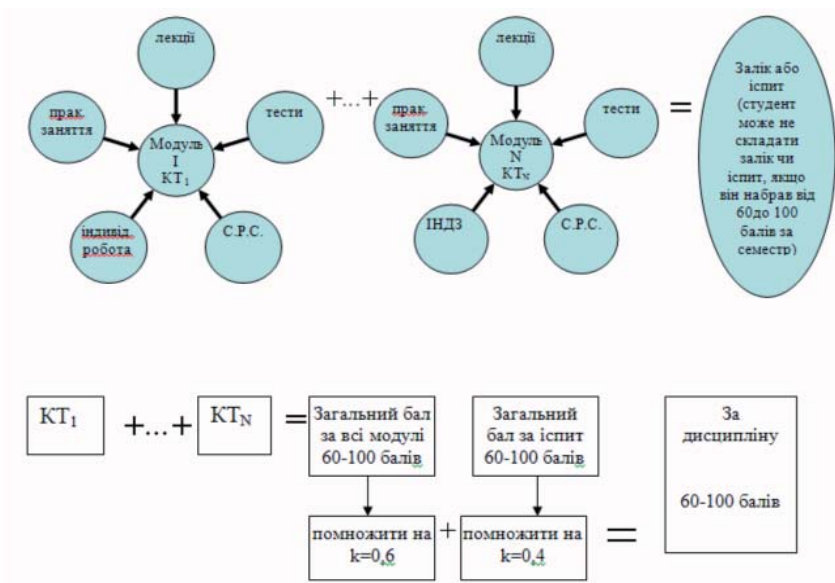 лекції
прак.
заняття
тести
Модуль
І
КТ1
індивід.
робота
С.Р.С.
+...+
лекції
прак.
заняття
тести
Модуль
N
КТN
ІНДЗ
С.Р.С.
=
Залік або
іспит
(студент
може не
складати
залік чи
іспит, якщо
він набрав від
60до 100
балів за
семестр)
КТ1
+...+
КТN
=
Загальний бал
за всі модулі
60-100 балів
Загальний
бал за іспит
60-100 балів
За
дисципліну
60-100 балів
помножити на
k=0,6
+
помножити на
k=0,4
=